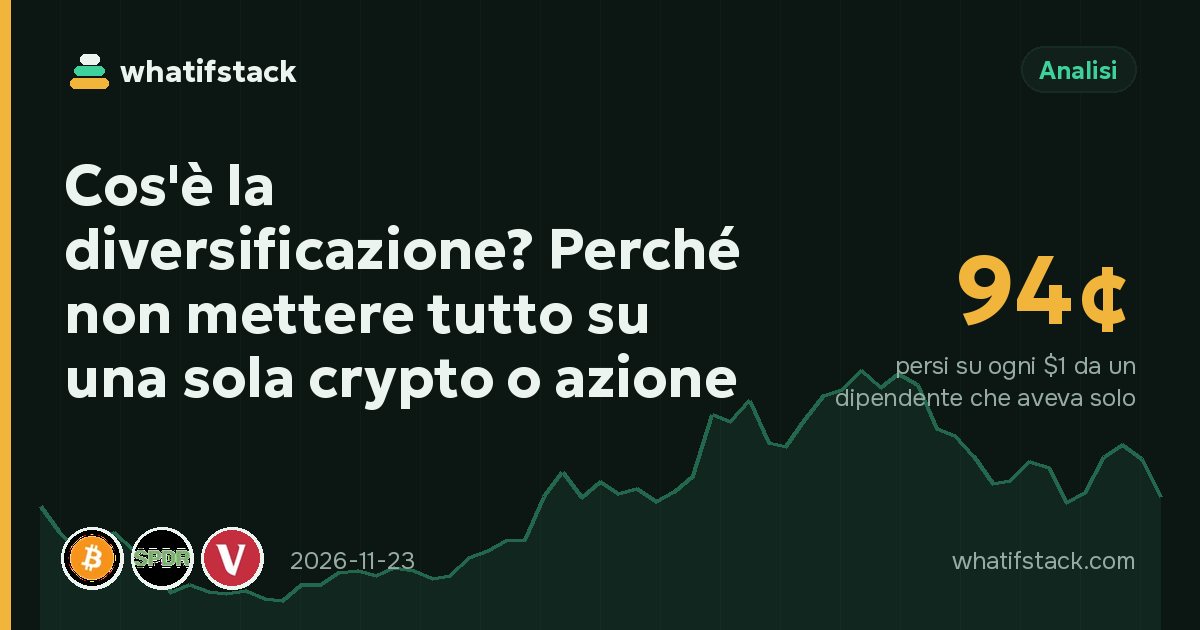 whatifstack
Analisi
Cos'è la
diversificazione? Perché
non mettere tutto su
una sola crypto o azione
94¢
persi su ogni $1 da un
dipendente che aveva solo
SPDR
V
2026-11-23
whatifstack.com